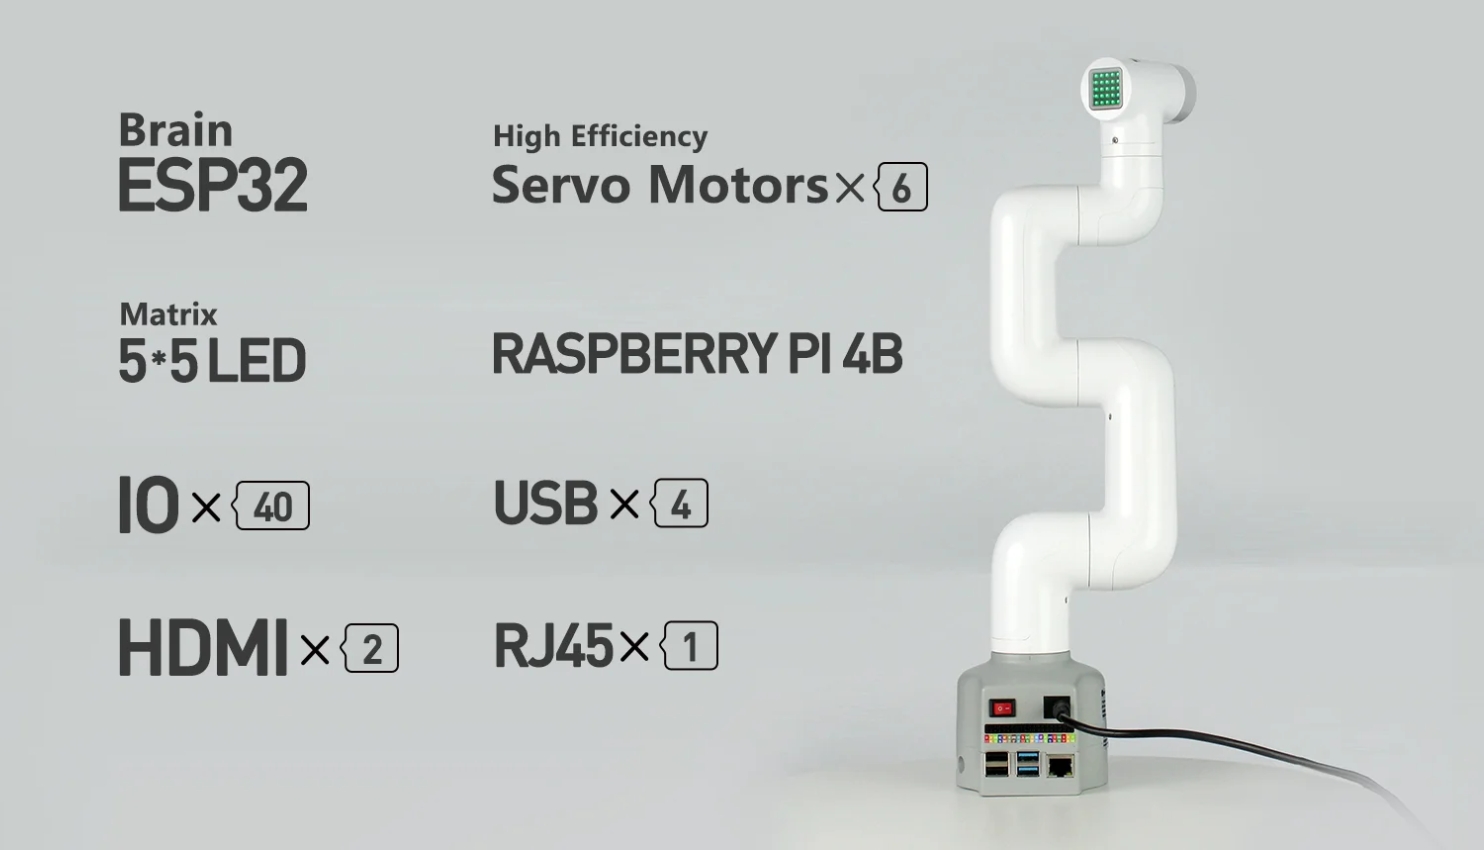 Brain
ESP32
High Efficiency
Servo Motors×6
Matrix
5*5 LED
RASPBERRY PI 4B
IO×40
USB×4
HDMI×2
RJ45×1